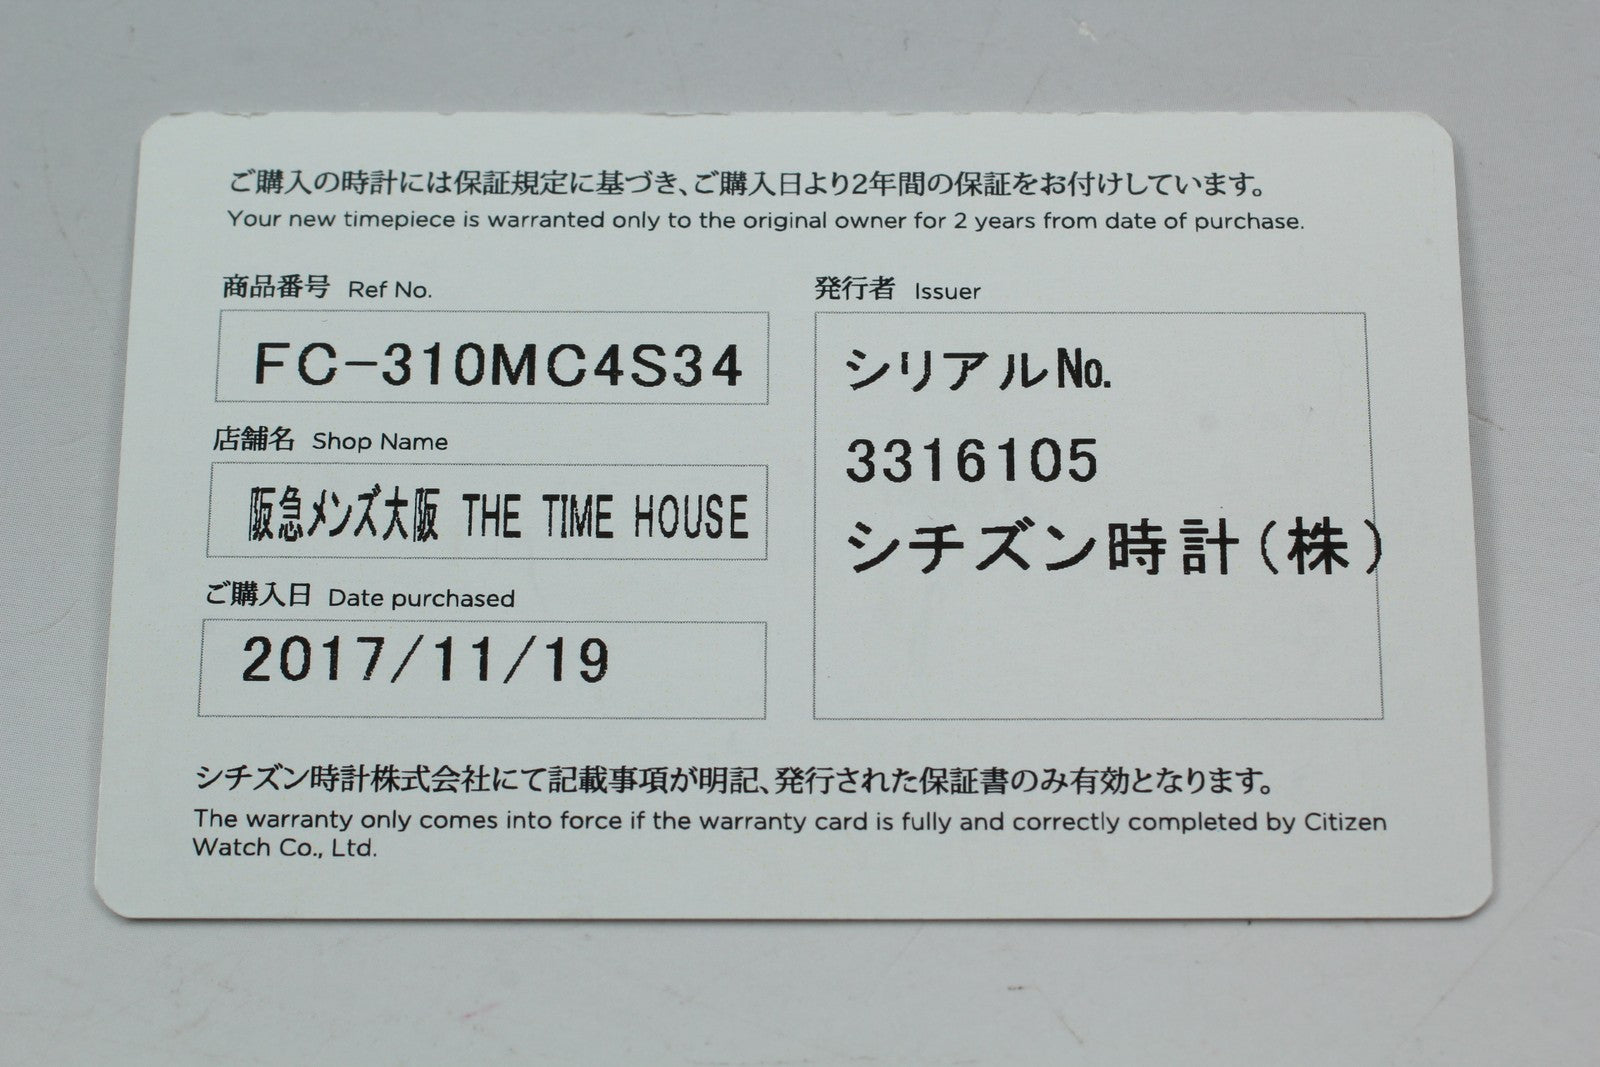 ご購入の時計には保証規定に基づき、ご購入日より2年間の保証をお付けしています。
Your new timepiece is warranted only to the original owner for 2 years from date of purchase.
商品番号 Ref No.
FC-310MC4S34
店舗名 Shop Name
阪急メンズ大阪 THE TIME HOUSE
ご購入日 Date purchased
2017/11/19
発行者 Issuer
シリアルNo.
3316105
シチズン時計(株)
シチズン時計株式会社にて記載事項が明記、発行された保証書のみ有効となります。
The warranty only comes into force if the warranty card is fully and correctly completed by Citizen
Watch Co., Ltd.